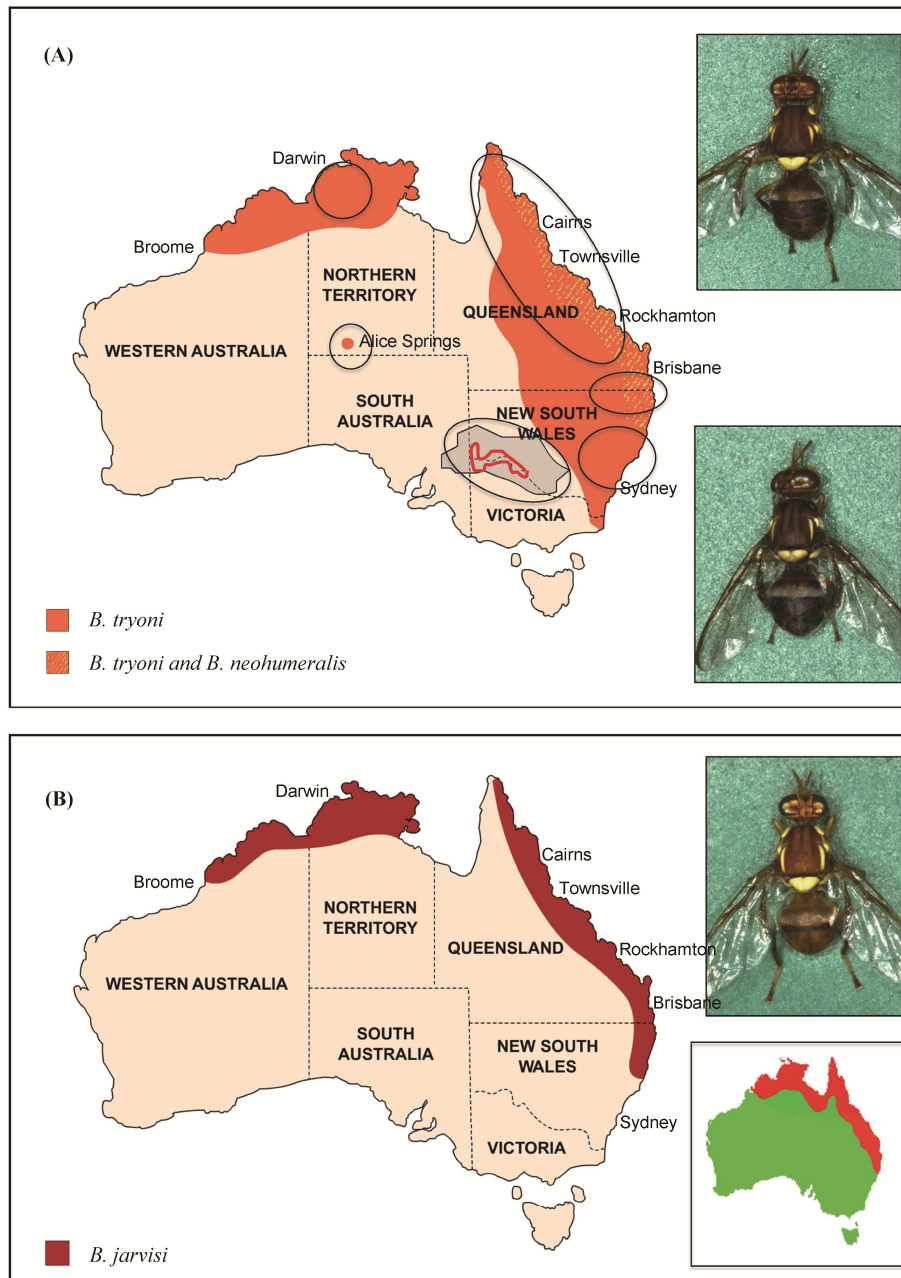 (A)
Darwin
Cairns
Broome
Townsville
NORTHERN
TERRITORY
QUEENSLAND
Rockhamton
WESTERN AUSTRALIA
Alice Springs
Brisbane
SOUTH
AUSTRALIA
NEW SOUTH
WALES
Sydney
VICTORIA
B. tryoni
B. tryoni and B. neohumeralis
(B)
Darwin
Cairns
Broome
Townsville
NORTHERN
TERRITORY
QUEENSLAND
Rockhamton
WESTERN AUSTRALIA
Brisbane
SOUTH
AUSTRALIA
NEW SOUTH
WALES
Sydney
VICTORIA
B. jarvisi